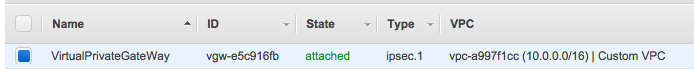 Name ID State Type VPC
VirtualPrivateGateWay vgw-e5c916fb attached ipsec.1 vpc-a997f1cc (10.0.0.0/16) | Custom VPC